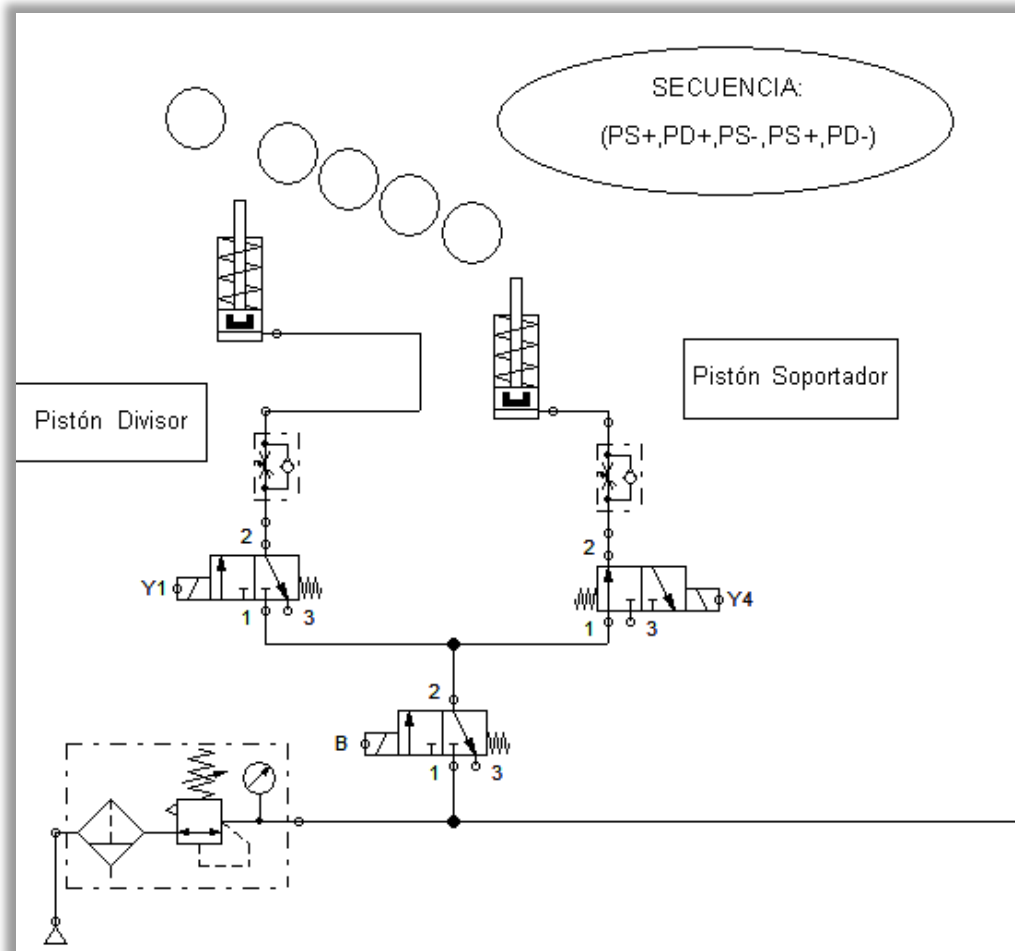 SECUENCIA:
(PS+,PD+,PS-,PS+,PD-)
Pistón Soportador
Pistón Divisor
2
Y1
1
3
2
Y4
1
3
2
B
1
3